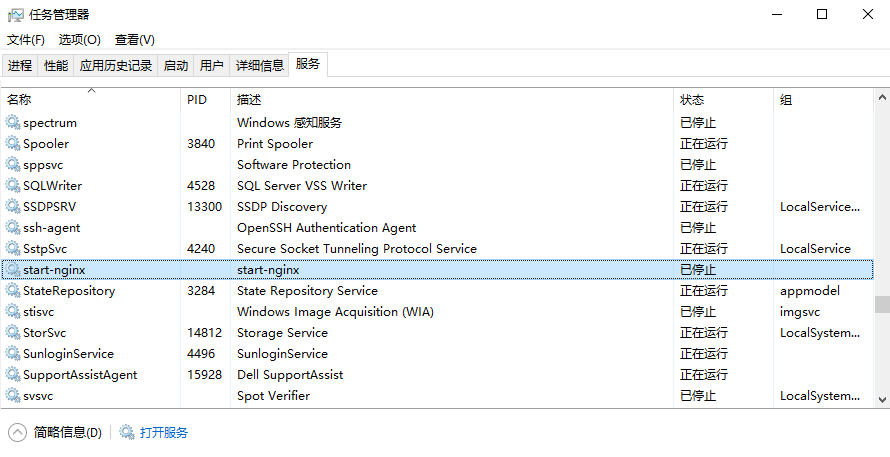 任务管理器
文件(F) 选项(O) 查看(V)
进程 性能 应用历史记录 启动 用户 详细信息 服务
名称 PID 描述 状态 组
spectrum Windows 感知服务 已停止
Spooler 3840 Print Spooler 正在运行
sppsvc Software Protection 已停止
SQLWriter 4528 SQL Server VSS Writer 正在运行
SSDPSRV 13300 SSDP Discovery 正在运行 LocalService...
ssh-agent OpenSSH Authentication Agent 已停止
SstpSvc 4240 Secure Socket Tunneling Protocol Service 正在运行 LocalService
start-nginx start-nginx 已停止
StateRepository 3284 State Repository Service 正在运行 appmodel
stisvc Windows Image Acquisition (WIA) 已停止 imgsvc
StorSvc 14812 Storage Service 正在运行 LocalSystem...
SunloginService 4496 SunloginService 正在运行
SupportAssistAgent 15928 Dell SupportAssist 正在运行
svsvc Spot Verifier 已停止 LocalSystem...
简略信息(D) 打开服务